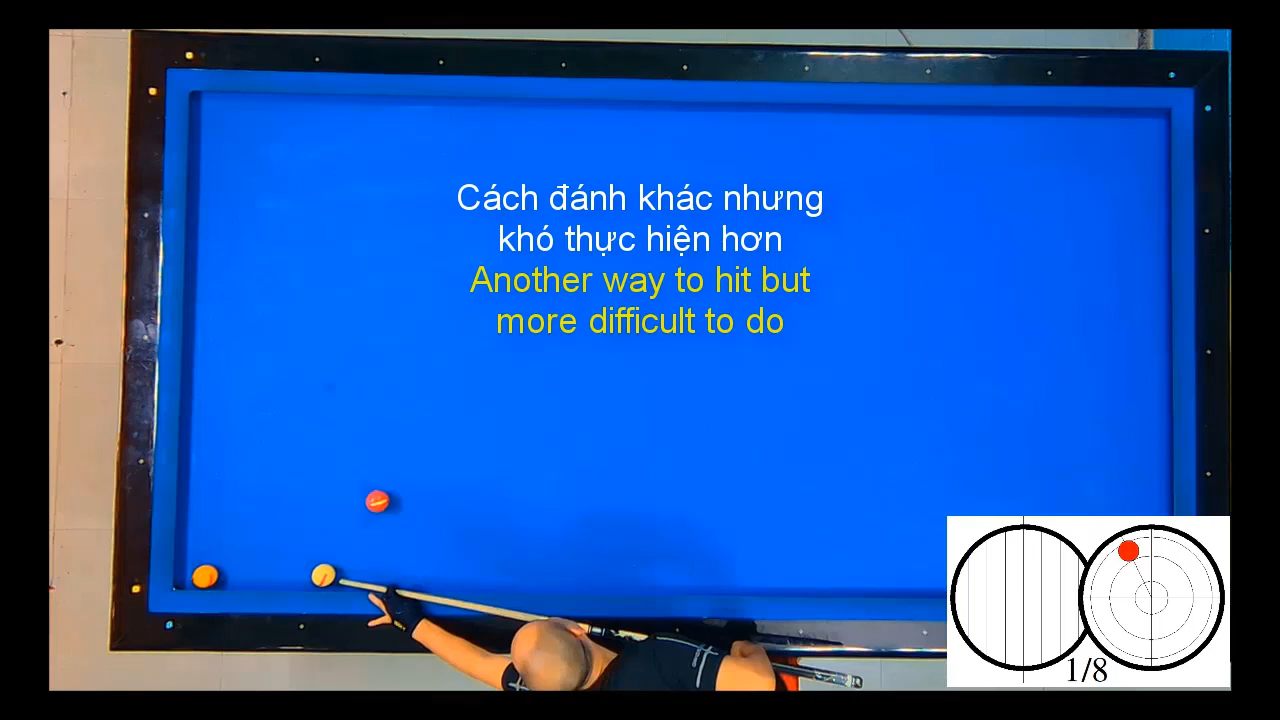 Cách đánh khác nhưng
khó thực hiện hơn
Another way to hit but
more difficult to do
1/8